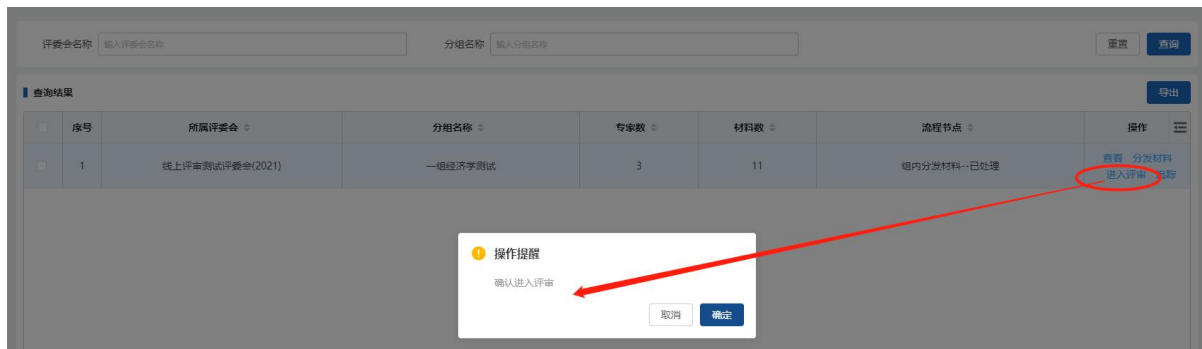 评委会名称 输入评委会名称 分组名称 输入分组名称 重置 查询
查询结果 导出
序号 所属评委会 分组名称 专家数 材料数 流程节点 操作
1 线上评审测试评委会(2021) 一组经济学测试 3 11 组内分发材料--已处理 查看 分发材料
进入评审 追踪
操作提醒
确认进入评审
取消 确定